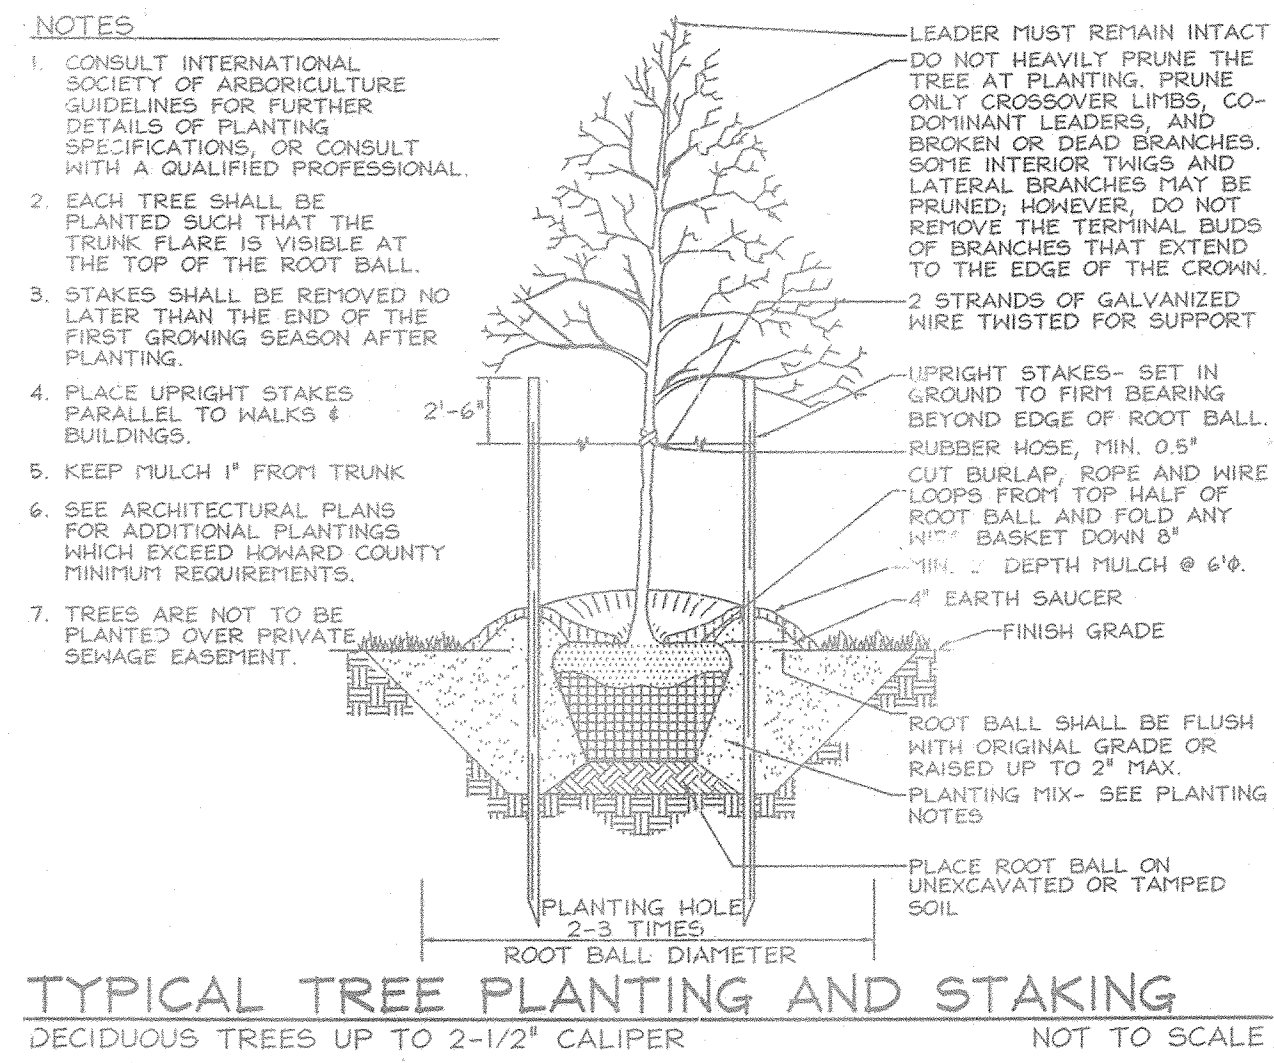 NOTES
1. CONSULT INTERNATIONAL
SOCIETY OF ARBORICULTURE
GUIDELINES FOR FURTHER
DETAILS OF PLANTING
SPECIFICATIONS, OR CONSULT
WITH A QUALIFIED PROFESSIONAL.
2. EACH TREE SHALL BE
PLANTED SUCH THAT THE
TRUNK FLARE IS VISIBLE AT
THE TOP OF THE ROOT BALL.
3. STAKES SHALL BE REMOVED NO
LATER THAN THE END OF THE
FIRST GROWING SEASON AFTER
PLANTING.
4. PLACE UPRIGHT STAKES
PARALLEL TO WALKS &
BUILDINGS.
5. KEEP MULCH 1" FROM TRUNK
6. SEE ARCHITECTURAL PLANS
FOR ADDITIONAL PLANTINGS
WHICH EXCEED HOWARD COUNTY
MINIMUM REQUIREMENTS.
7. TREES ARE NOT TO BE
PLANTED OVER PRIVATE
SEWAGE EASEMENT.
2'-6"
LEADER MUST REMAIN INTACT
DO NOT HEAVILY PRUNE THE
TREE AT PLANTING. PRUNE
ONLY CROSSOVER LIMBS, CO-
DOMINANT LEADERS, AND
BROKEN OR DEAD BRANCHES.
SOME INTERIOR TWIGS AND
LATERAL BRANCHES MAY BE
PRUNED; HOWEVER, DO NOT
REMOVE THE TERMINAL BUDS
OF BRANCHES THAT EXTEND
TO THE EDGE OF THE CROWN.
2 STRANDS OF GALVANIZED
WIRE TWISTED FOR SUPPORT
UPRIGHT STAKES- SET IN
GROUND TO FIRM BEARING
BEYOND EDGE OF ROOT BALL.
RUBBER HOSE, MIN. 0.5"
CUT BURLAP, ROPE AND WIRE
LOOPS FROM TOP HALF OF
ROOT BALL AND FOLD ANY
BASKET DOWN 8"
MIN. DEPTH MULCH @ 6'Φ.
4" EARTH SAUCER
FINISH GRADE
ROOT BALL SHALL BE FLUSH
WITH ORIGINAL GRADE OR
RAISED UP TO 2" MAX.
PLANTING MIX- SEE PLANTING
NOTES
PLACE ROOT BALL ON
UNEXCAVATED OR TAMPED
SOIL
PLANTING HOLE
2-3 TIMES
ROOT BALL DIAMETER
TYPICAL TREE PLANTING AND STAKING
DECIDUOUS TREES UP TO 2-1/2" CALIPER
NOT TO SCALE